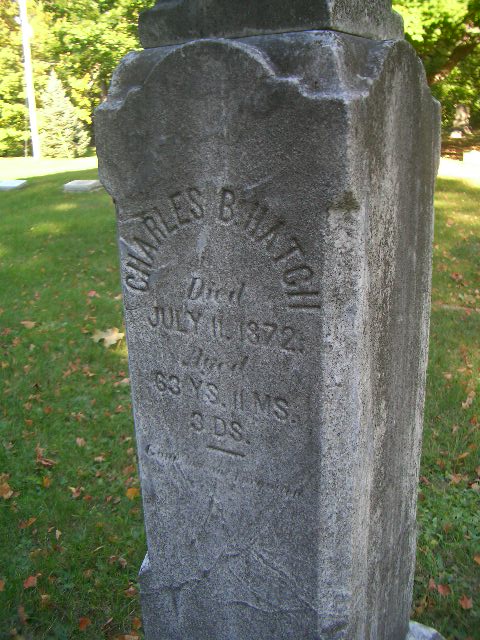 CHARLES B. HATCH
Died
JULY 11. 1872.
Aged
63 YS. 11 MS.
3 DS.